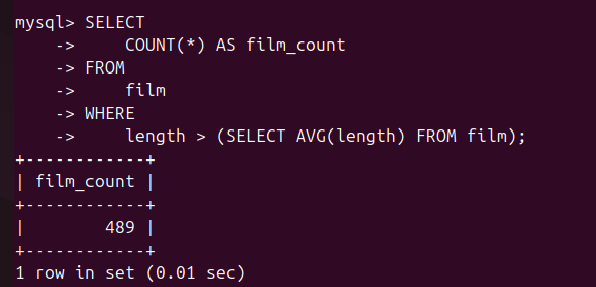 mysql> SELECT
    ->     COUNT(*) AS film_count
    -> FROM
    ->     film
    -> WHERE
    ->     length > (SELECT AVG(length) FROM film);
+------------+
| film_count |
+------------+
|        489 |
+------------+
1 row in set (0.01 sec)